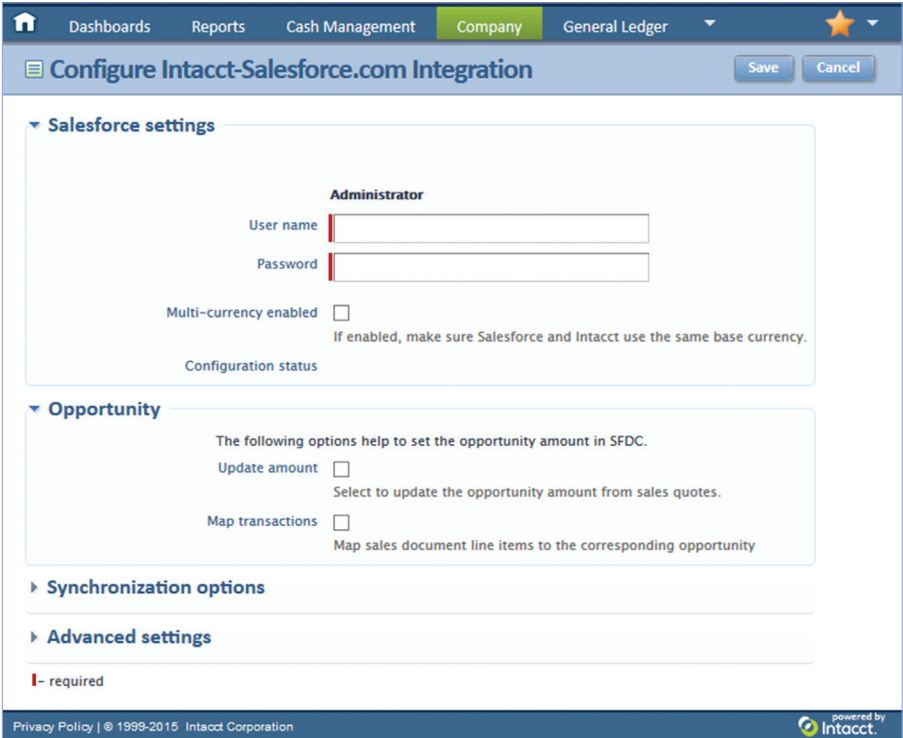 Dashboards Reports Cash Management Company General Ledger
Configure Intacct-Salesforce.com Integration Save Cancel
Salesforce settings
Administrator
User name
Password
Multi-currency enabled
If enabled, make sure Salesforce and Intacct use the same base currency.
Configuration status
Opportunity
The following options help to set the opportunity amount in SFDC.
Update amount
Select to update the opportunity amount from sales quotes.
Map transactions
Map sales document line items to the corresponding opportunity
Synchronization options
Advanced settings
- required
Privacy Policy | © 1999-2015 Intacct Corporation
powered by
Intacct.